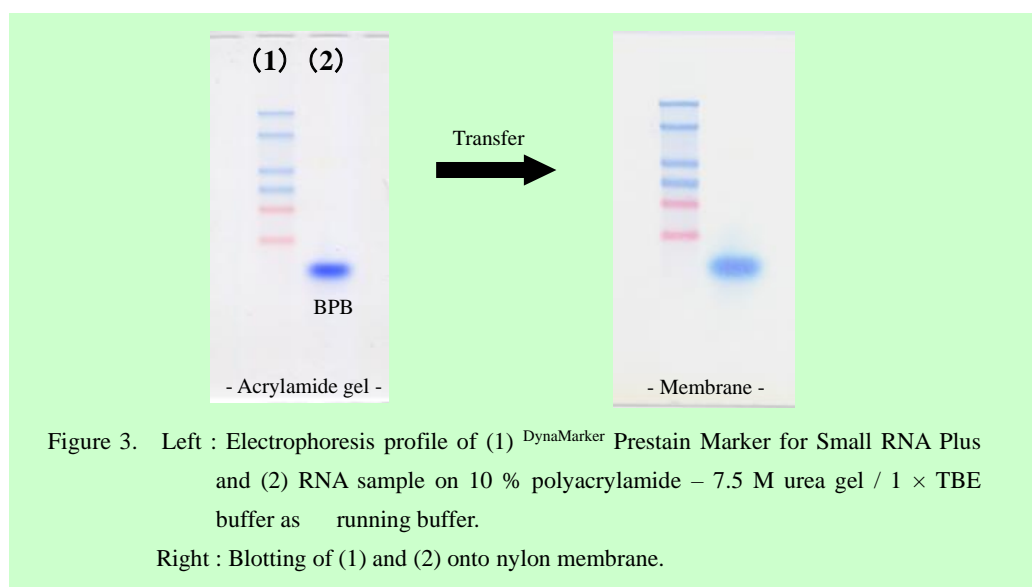 (1) (2)
Transfer
BPB
- Acrylamide gel -
- Membrane -
Figure 3. Left : Electrophoresis profile of (1) DynaMarker Prestain Marker for Small RNA Plus
and (2) RNA sample on 10 % polyacrylamide – 7.5 M urea gel / 1 × TBE
buffer as running buffer.
Right : Blotting of (1) and (2) onto nylon membrane.